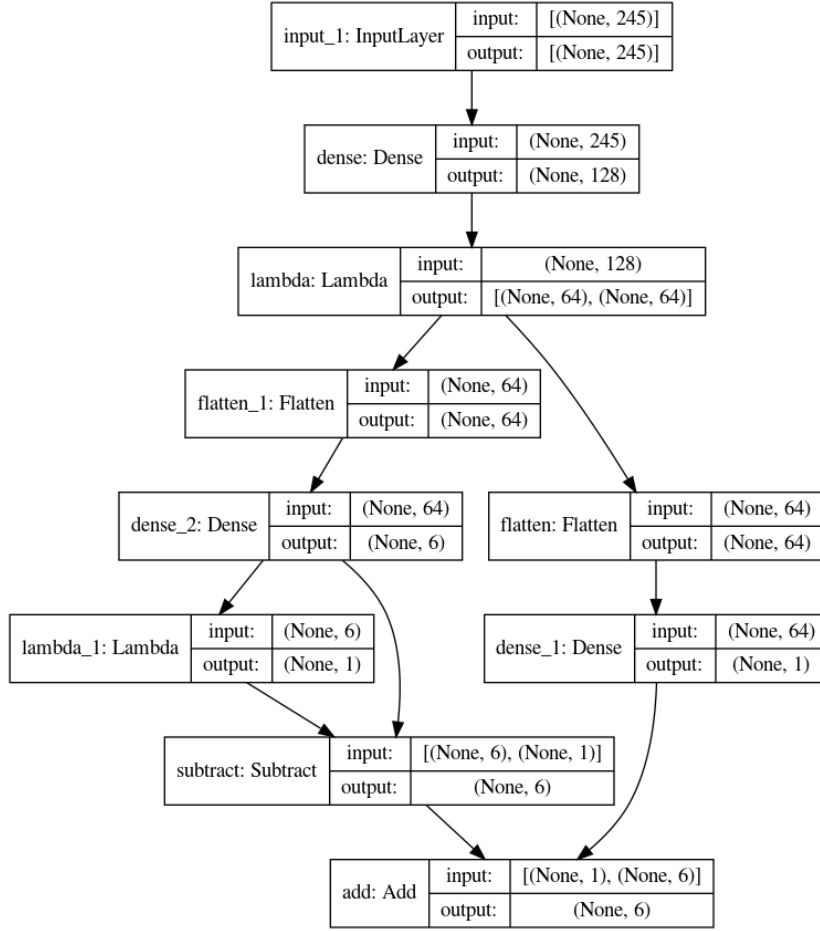 input_1: InputLayer
input: [(None, 245)]
output: [(None, 245)]
dense: Dense
input: (None, 245)
output: (None, 128)
lambda: Lambda
input: (None, 128)
output: [(None, 64), (None, 64)]
flatten_1: Flatten
input: (None, 64)
output: (None, 64)
dense_2: Dense
input: (None, 64)
output: (None, 6)
flatten: Flatten
input: (None, 64)
output: (None, 64)
lambda_1: Lambda
input: (None, 6)
output: (None, 1)
dense_1: Dense
input: (None, 64)
output: (None, 1)
subtract: Subtract
input: [(None, 6), (None, 1)]
output: (None, 6)
add: Add
input: [(None, 1), (None, 6)]
output: (None, 6)